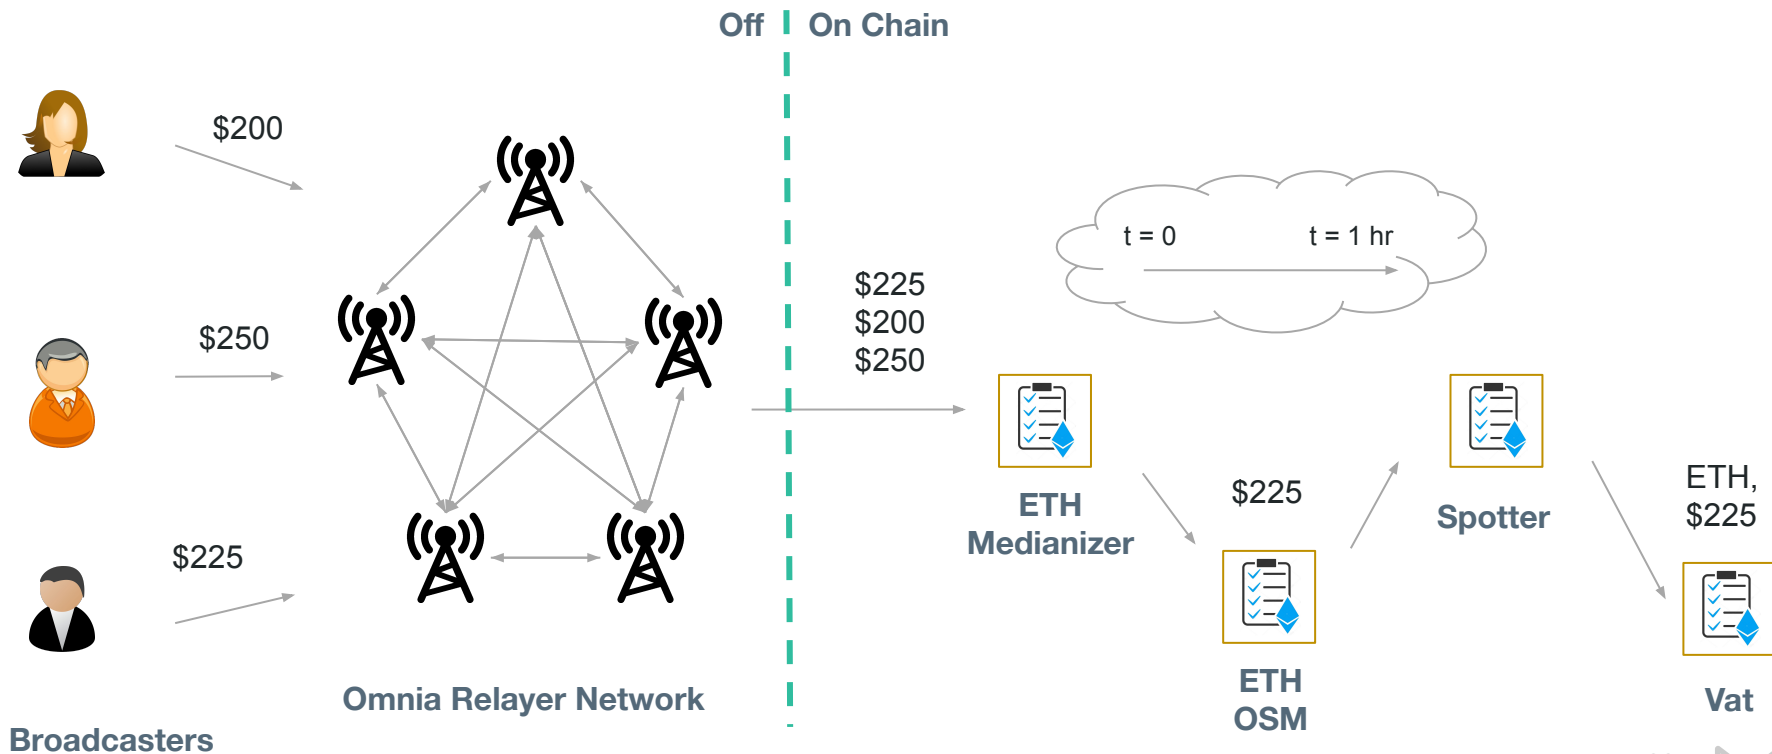 Off
On Chain
$200
$250
$225
Broadcasters
Omnia Relayer Network
$225
$200
$250
t = 0
t = 1 hr
ETH
Medianizer
$225
ETH
OSM
Spotter
ETH,
$225
Vat